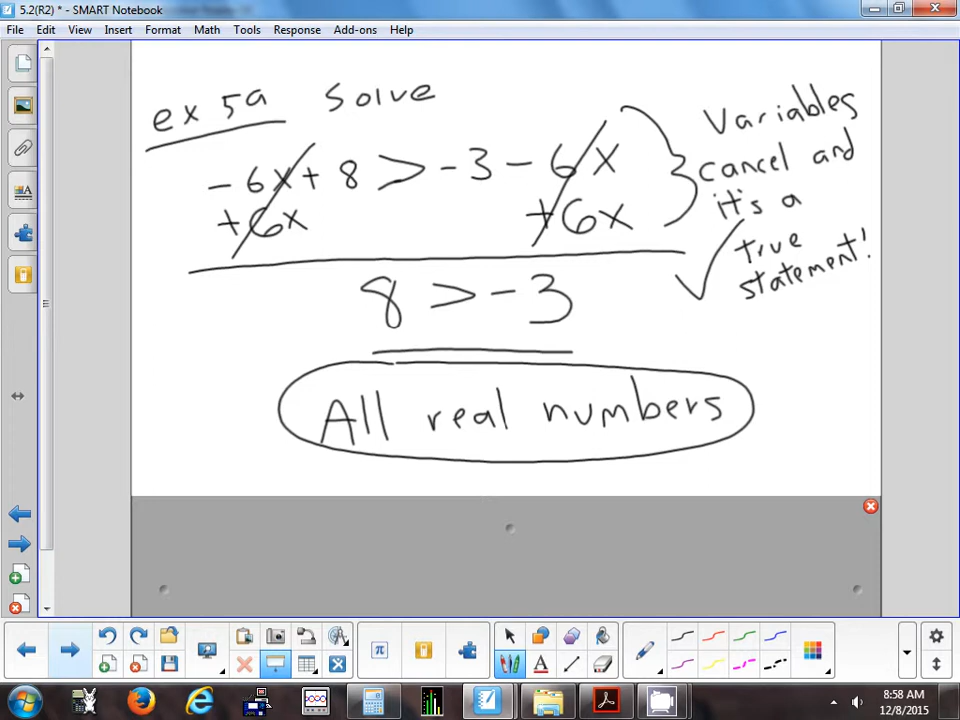 5.2(R2) * - SMART Notebook
File Edit View Insert Format Math Tools Response Add-ons Help
ex 5a Solve
-6x + 8 > -3 - 6x
+6x +6x
8 > -3
All real numbers
Variables
cancel and
it's a
true
statement!
8:58 AM
12/8/2015